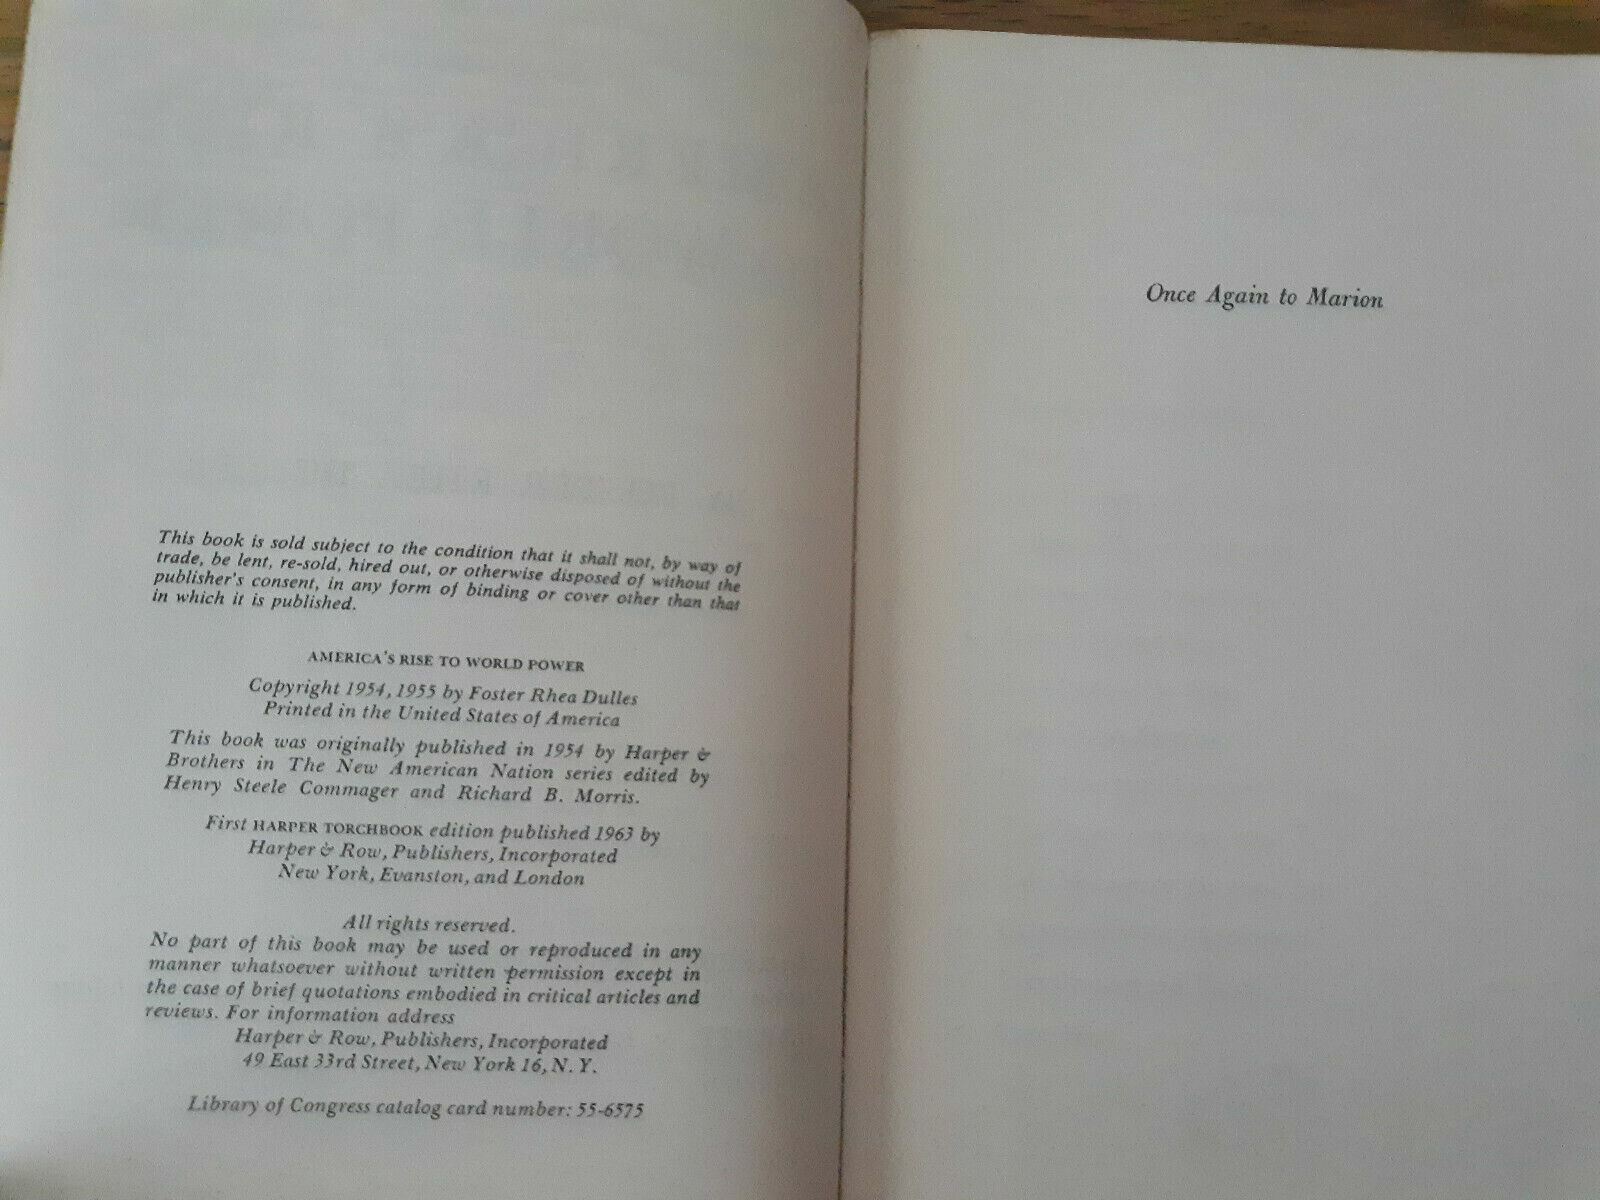 This book is sold subject to the condition that it shall not, by way of
trade, be lent, re-sold, hired out, or otherwise disposed of without the
publisher's consent, in any form of binding or cover other than that
in which it is published.
AMERICA'S RISE TO WORLD POWER
Copyright 1954, 1955 by Foster Rhea Dulles
Printed in the United States of America
This book was originally published in 1954 by Harper &
Brothers in The New American Nation series edited by
Henry Steele Commager and Richard B. Morris.
First HARPER TORCHBOOK edition published 1963 by
Harper & Row, Publishers, Incorporated
New York, Evanston, and London
All rights reserved.
No part of this book may be used or reproduced in any
manner whatsoever without written permission except in
the case of brief quotations embodied in critical articles and
reviews. For information address
Harper & Row, Publishers, Incorporated
49 East 33rd Street, New York 16, N. Y.
Library of Congress catalog card number: 55-6575
Once Again to Marion